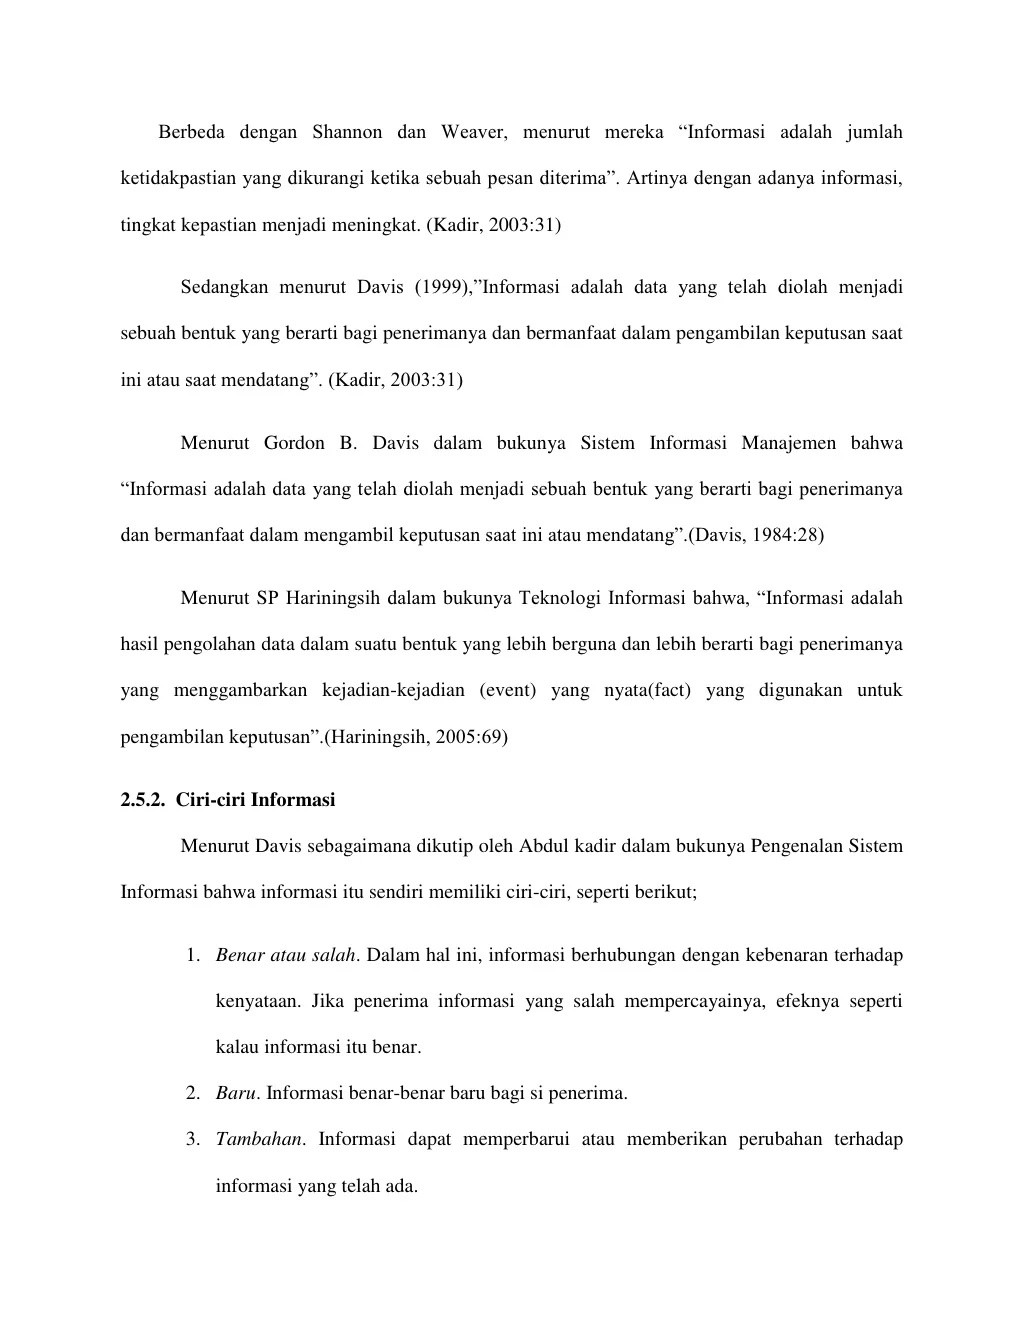 Berbeda dengan Shannon dan Weaver, menurut mereka “Informasi adalah jumlah
ketidakpastian yang dikurangi ketika sebuah pesan diterima”. Artinya dengan adanya informasi,
tingkat kepastian menjadi meningkat. (Kadir, 2003:31)
Sedangkan menurut Davis (1999),”Informasi adalah data yang telah diolah menjadi
sebuah bentuk yang berarti bagi penerimanya dan bermanfaat dalam pengambilan keputusan saat
ini atau saat mendatang”. (Kadir, 2003:31)
Menurut Gordon B. Davis dalam bukunya Sistem Informasi Manajemen bahwa
“Informasi adalah data yang telah diolah menjadi sebuah bentuk yang berarti bagi penerimanya
dan bermanfaat dalam mengambil keputusan saat ini atau mendatang”.(Davis, 1984:28)
Menurut SP Hariningsih dalam bukunya Teknologi Informasi bahwa, “Informasi adalah
hasil pengolahan data dalam suatu bentuk yang lebih berguna dan lebih berarti bagi penerimanya
yang menggambarkan kejadian-kejadian (event) yang nyata(fact) yang digunakan untuk
pengambilan keputusan”.(Hariningsih, 2005:69)
2.5.2. Ciri-ciri Informasi
Menurut Davis sebagaimana dikutip oleh Abdul kadir dalam bukunya Pengenalan Sistem
Informasi bahwa informasi itu sendiri memiliki ciri-ciri, seperti berikut;
1. Benar atau salah. Dalam hal ini, informasi berhubungan dengan kebenaran terhadap
kenyataan. Jika penerima informasi yang salah mempercayainya, efeknya seperti
kalau informasi itu benar.
2. Baru. Informasi benar-benar baru bagi si penerima.
3. Tambahan. Informasi dapat memperbarui atau memberikan perubahan terhadap
informasi yang telah ada.